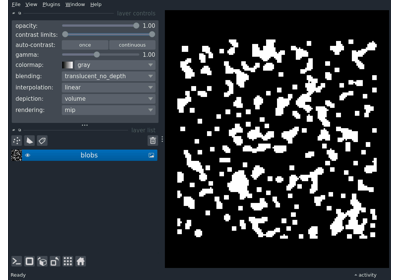 File View Plugins Window Help
layer controls
opacity: 1.00
contrast limits:
auto-contrast: once continuous
gamma: 1.00
colormap: gray
blending: translucent_no_depth
interpolation: linear
depiction: volume
rendering: mip
layer list
blobs
Ready activity